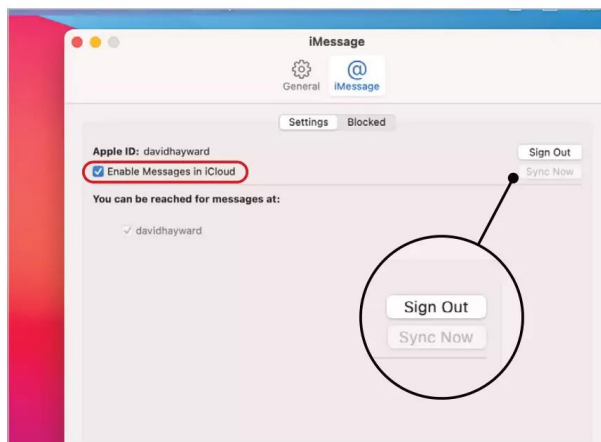 iMessage
General iMessage
Settings Blocked
Apple ID: davidhayward
Sign Out
Enable Messages in iCloud
Sync Now
You can be reached for messages at:
davidhayward
Sign Out
Sync Now